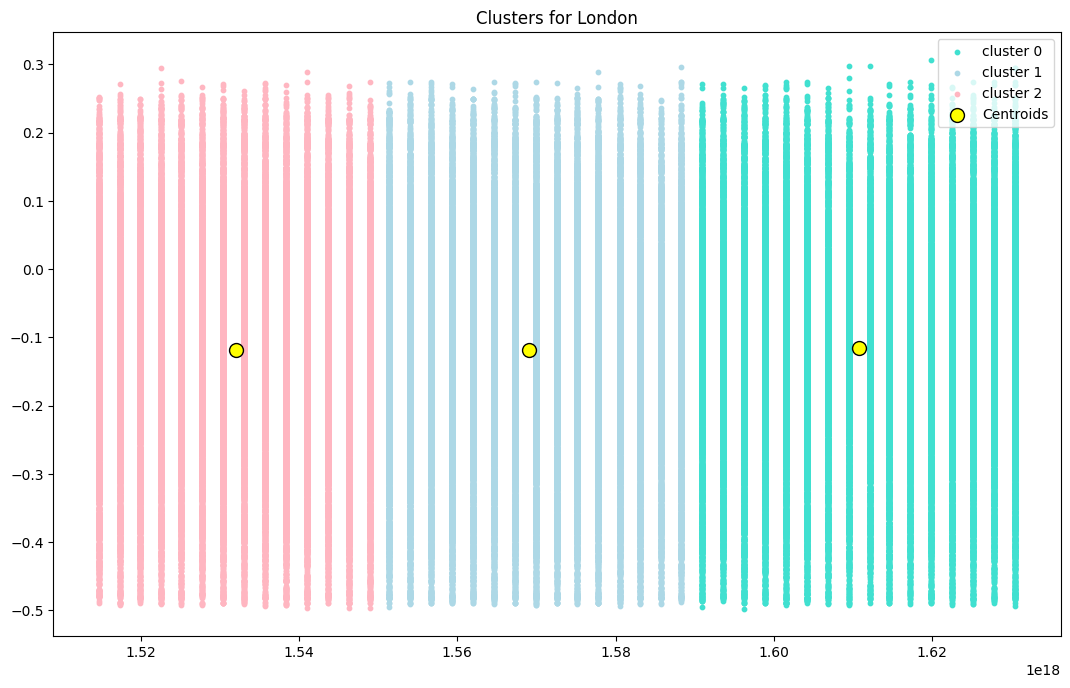 Clusters for London
cluster 0
cluster 1
cluster 2
Centroids
0.3
0.2
0.1
0.0
−0.1
−0.2
−0.3
−0.4
−0.5
1.52
1.54
1.56
1.58
1.60
1.62
1e18